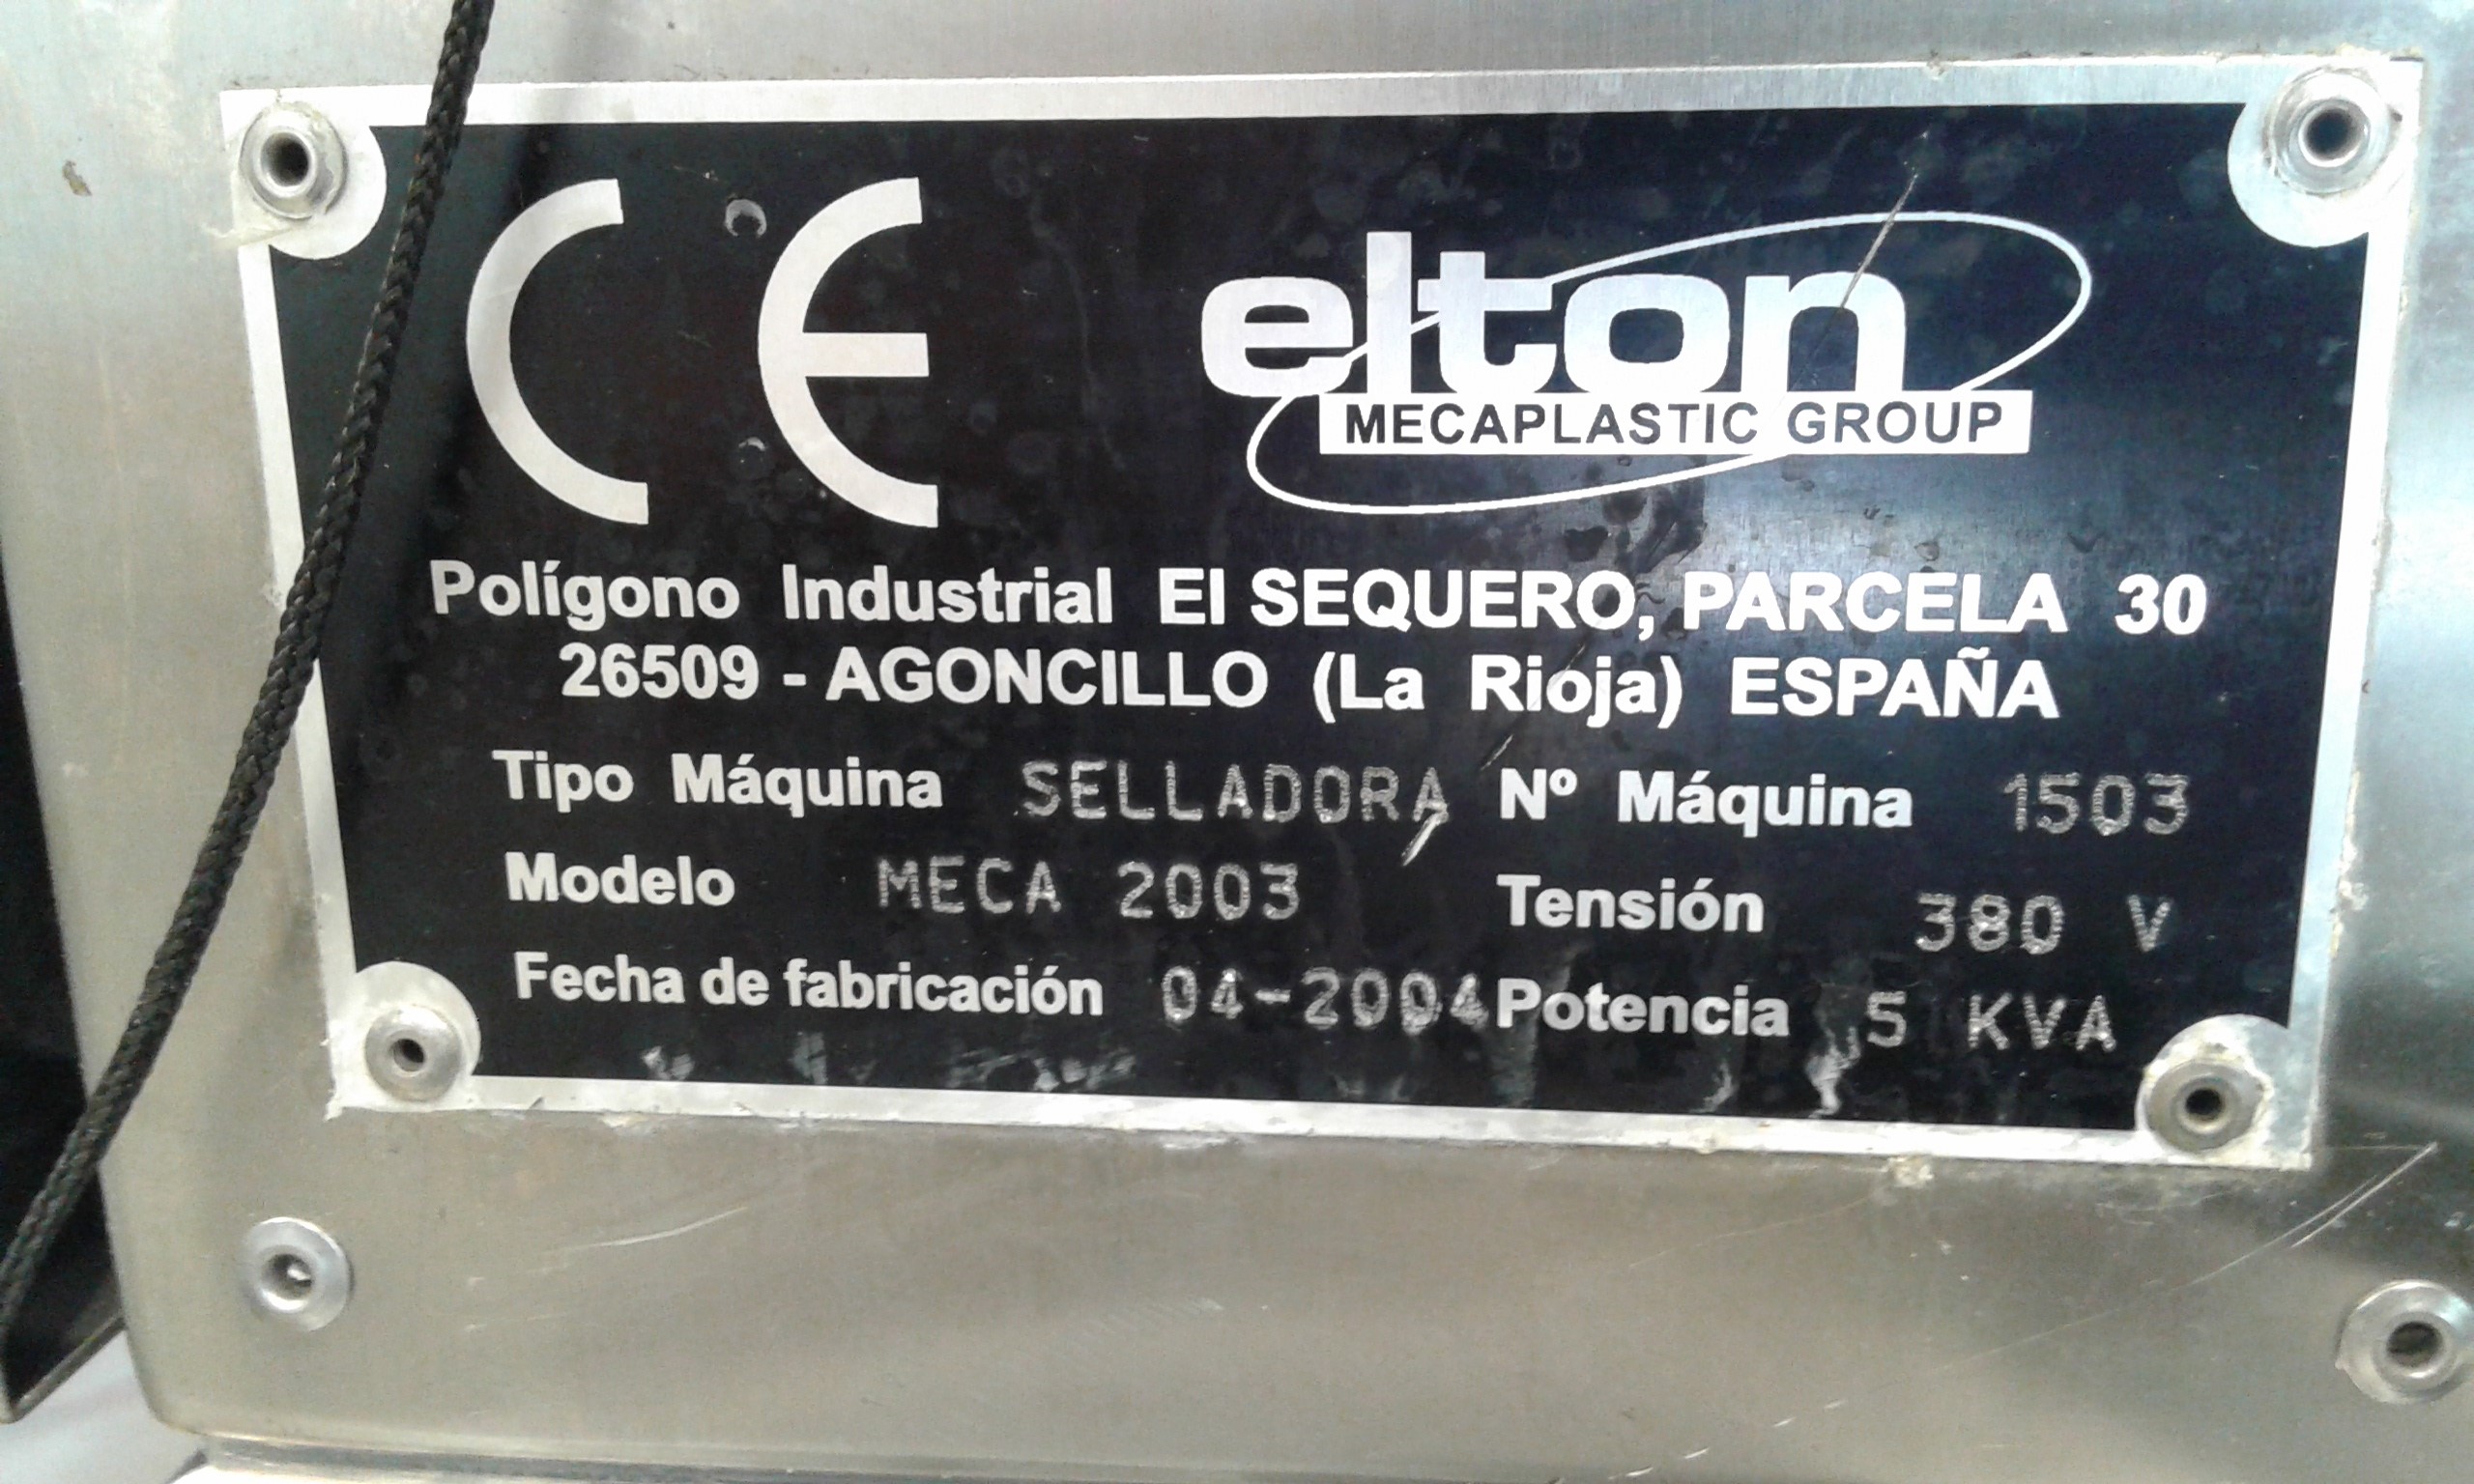 CE
elton
MECAPLASTIC GROUP
Polígono Industrial El SEQUERO, PARCELA 30
26509 - AGONCILLO (La Rioja) ESPAÑA
Tipo Máquina SELLADORA Nº Máquina 1503
Modelo MECA 2003 Tensión 380 V
Fecha de fabricación 04-2004 Potencia 5 KVA